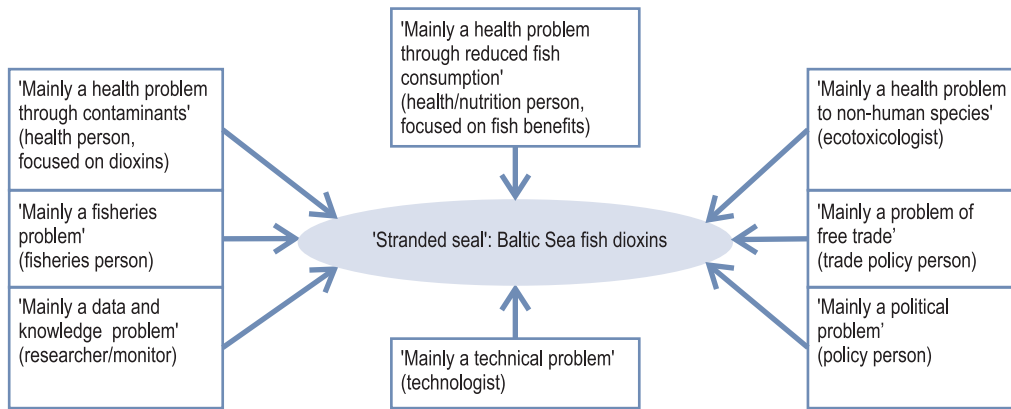 'Mainly a health problem
through reduced fish
consumption'
(health/nutrition person,
focused on fish benefits)
'Mainly a health problem
through contaminants'
(health person,
focused on dioxins)
'Mainly a health problem
to non-human species'
(ecotoxicologist)
'Mainly a fisheries
problem'
(fisheries person)
'Stranded seal': Baltic Sea fish dioxins
'Mainly a problem of
free trade’
(trade policy person)
'Mainly a data and
knowledge problem'
(researcher/monitor)
'Mainly a technical problem'
(technologist)
'Mainly a political
problem’
(policy person)